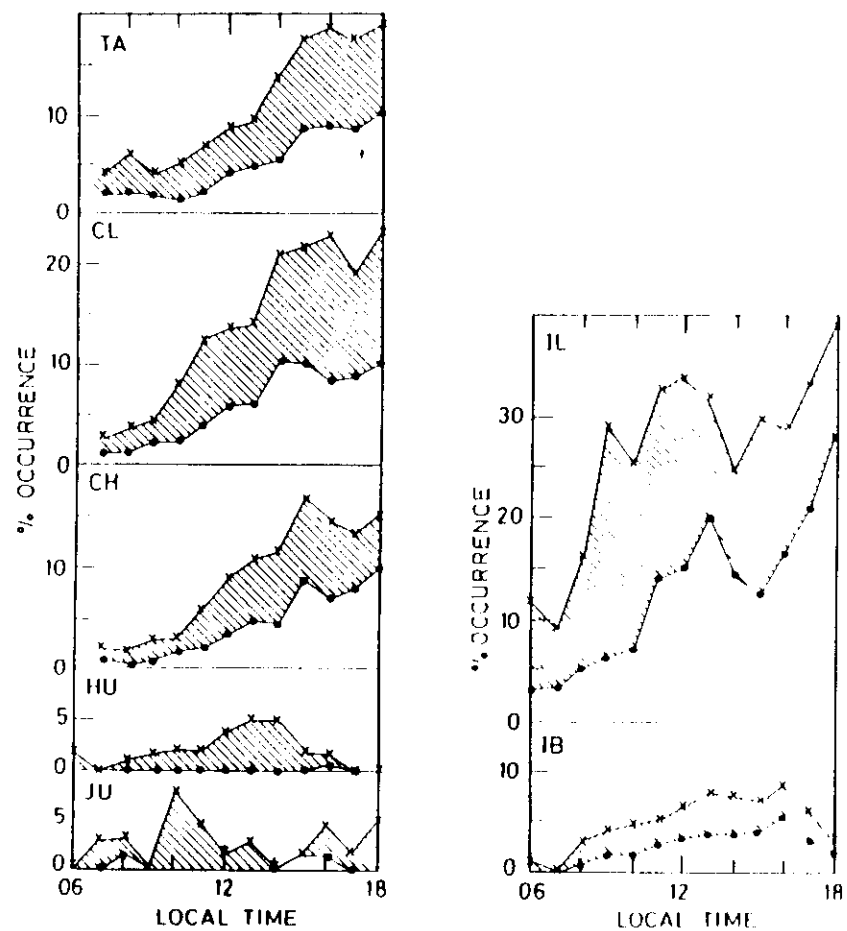 TA
10
0
CL
20
10
0
CH
10
0
HU
5
0
JU
5
0
06
12
18
LOCAL TIME
% OCCURRENCE
IL
30
20
10
0
IB
10
0
06
12
18
LOCAL TIME
% OCCURRENCE